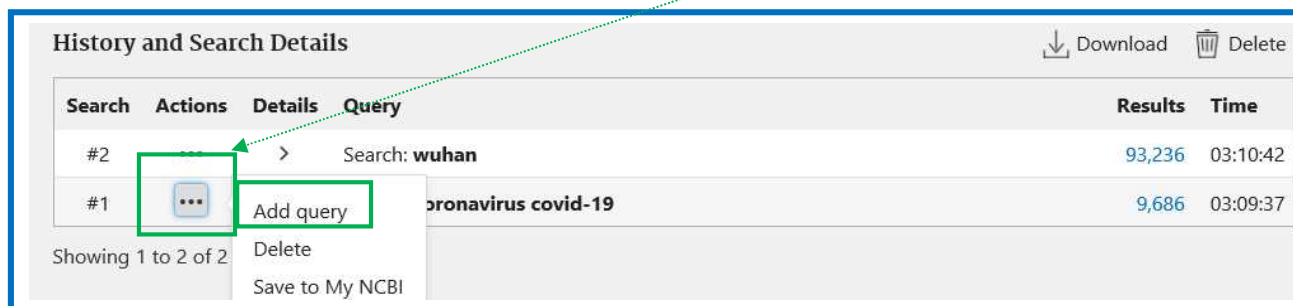 History and Search Details Download Delete
Search Actions Details Query Results Time
#2 ... > Search: wuhan 93,236 03:10:42
#1 ... oronavirus covid-19 9,686 03:09:37
Add query
Showing 1 to 2 of 2
Delete
Save to My NCBI